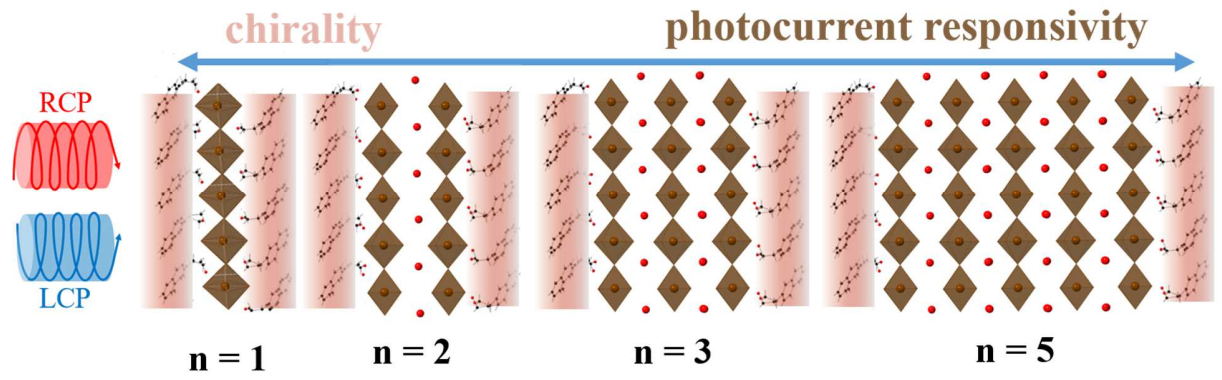 chirality
photocurrent responsivity
RCP
LCP
n = 1
n = 2
n = 3
n = 5